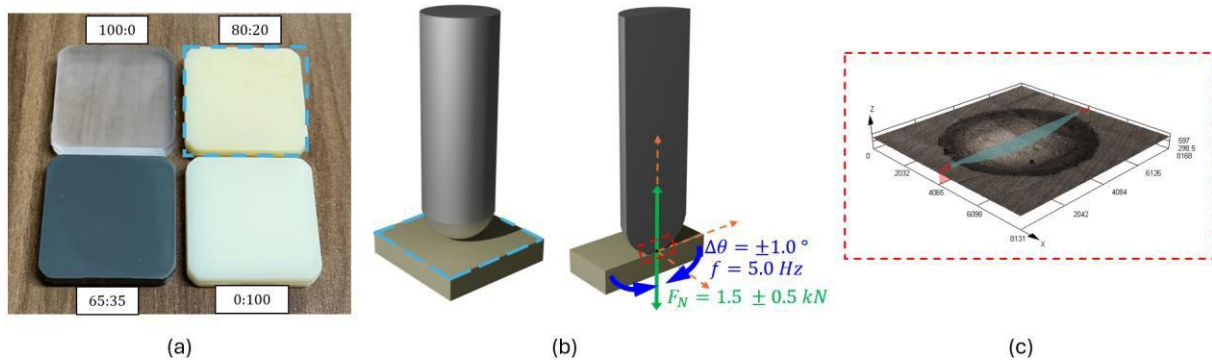 100:0
80:20
65:35
0:100
(a)
Δθ = ±1.0 °
f = 5.0 Hz
F_N = 1.5 ± 0.5 kN
(b)
Z
0
2032
4065
6098
8131
X
2042
4084
6126
8168
298.5
597
(c)